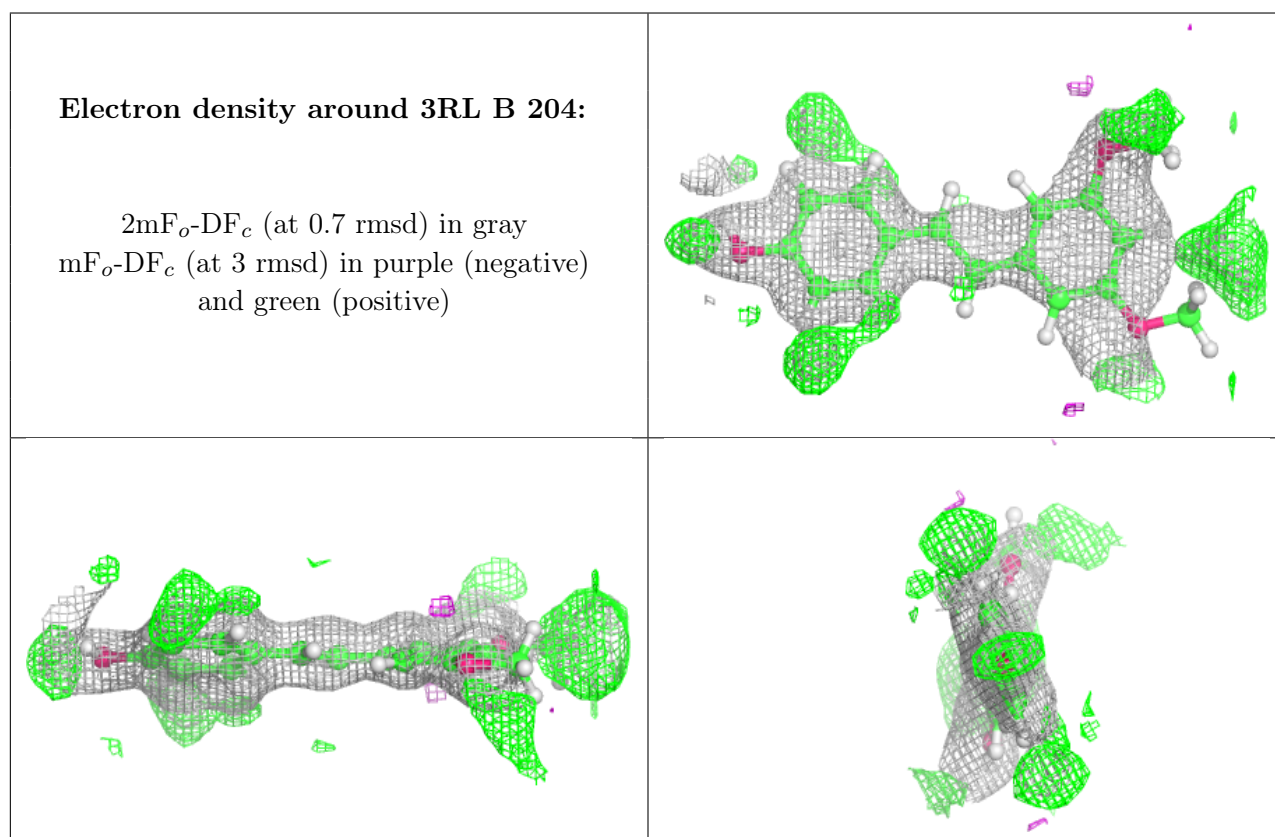 Electron density around 3RL B 204:
2mFo-DFc (at 0.7 rmsd) in gray
mFo-DFc (at 3 rmsd) in purple (negative)
and green (positive)